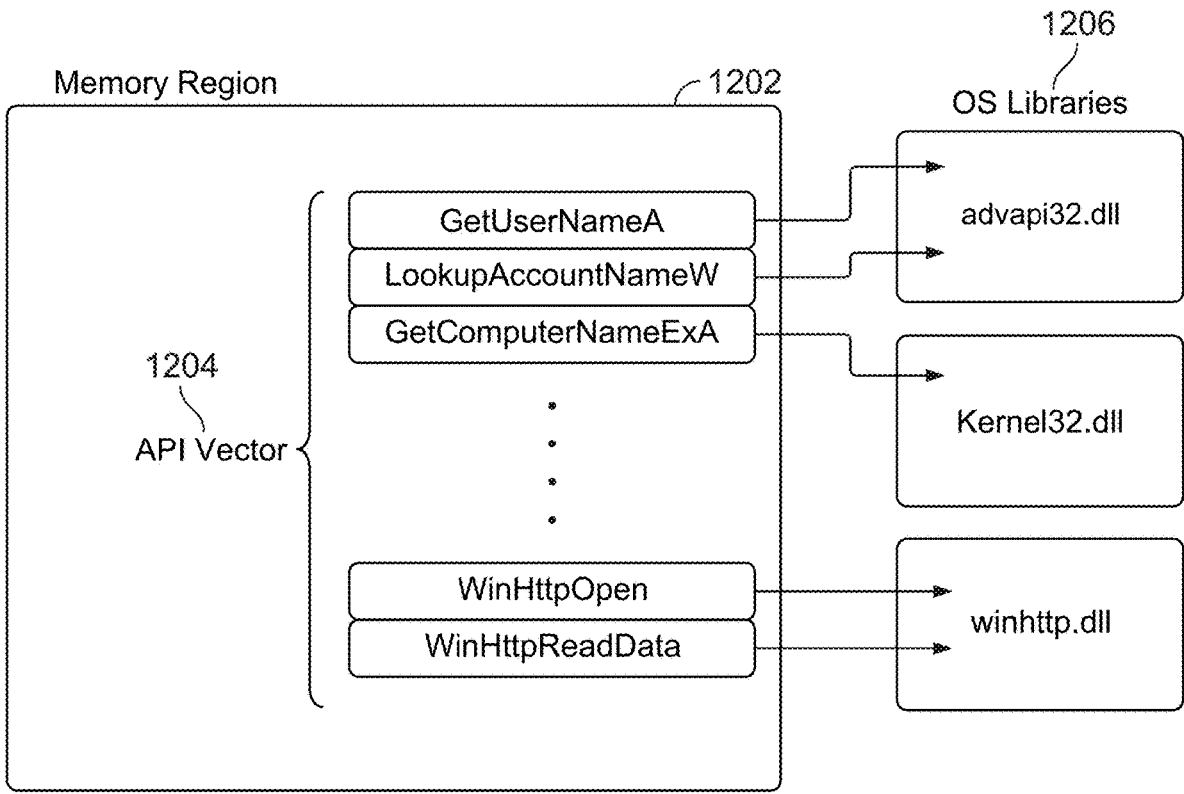 1206
Memory Region
1202
OS Libraries
GetUserNameA
advapi32.dll
LookupAccountNameW
GetComputerNameExA
1204
API Vector
Kernel32.dll
WinHttpOpen
winhttp.dll
WinHttpReadData